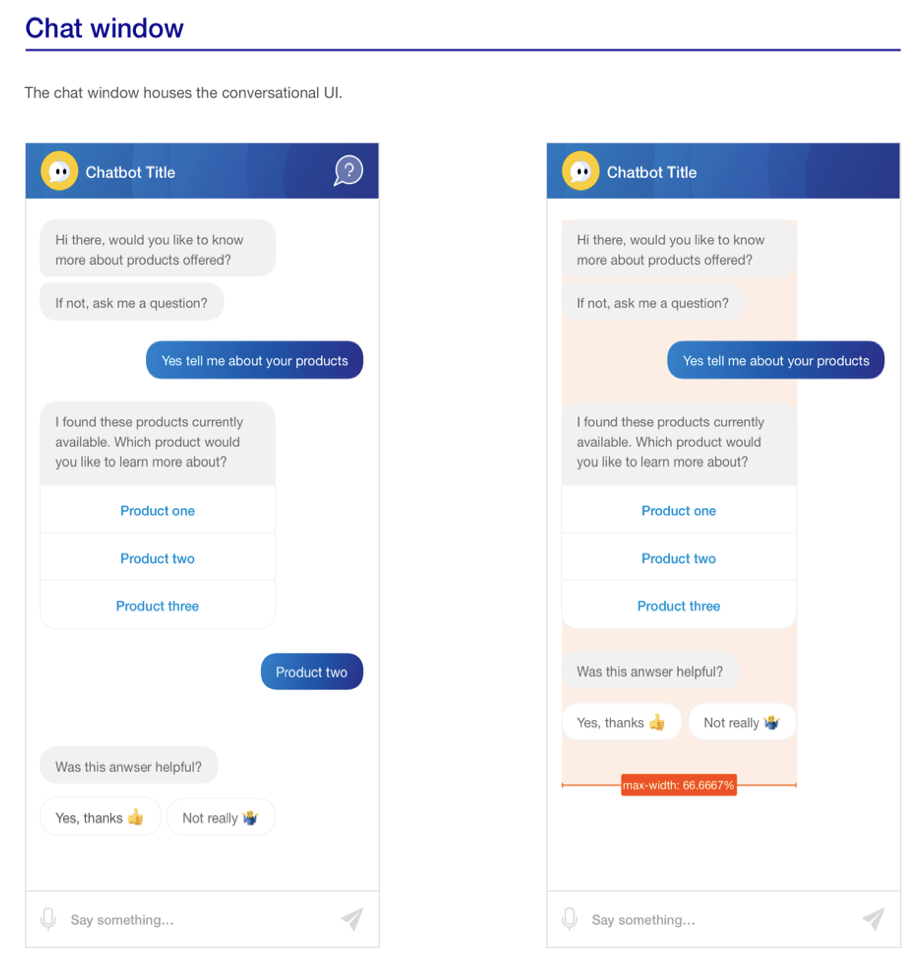 Chat window
The chat window houses the conversational UI.
Chatbot Title
?
Hi there, would you like to know
more about products offered?
If not, ask me a question?
Yes tell me about your products
I found these products currently
available. Which product would
you like to learn more about?
Product one
Product two
Product three
Product two
Was this anwser helpful?
Yes, thanks 👍
Not really 🤷‍♂️
Say something...
Chatbot Title
Hi there, would you like to know
more about products offered?
If not, ask me a question?
Yes tell me about your products
I found these products currently
available. Which product would
you like to learn more about?
Product one
Product two
Product three
Was this anwser helpful?
Yes, thanks 👍
Not really 🤷‍♂️
max-width: 66.6667%
Say something...